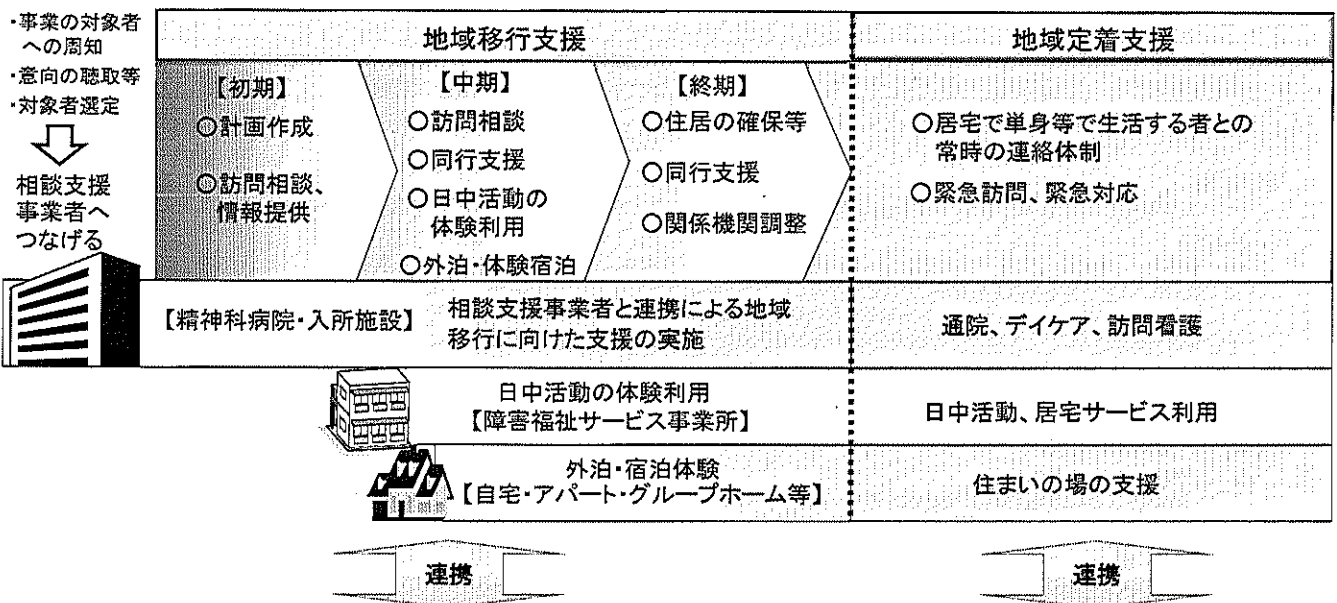 ・事業の対象者
への周知
・意向の聴取等
・対象者選定
相談支援
事業者へ
つなげる
地域移行支援
【初期】
○計画作成
○訪問相談、
情報提供
【中期】
○訪問相談
○同行支援
○日中活動の
体験利用
○外泊・体験宿泊
【終期】
○住居の確保等
○同行支援
○関係機関調整
地域定着支援
○居宅で単身等で生活する者との
常時の連絡体制
○緊急訪問、緊急対応
【精神科病院・入所施設】
相談支援事業者と連携による地域
移行に向けた支援の実施
通院、デイケア、訪問看護
日中活動の体験利用
【障害福祉サービス事業所】
日中活動、居宅サービス利用
外泊・宿泊体験
【自宅・アパート・グループホーム等】
住まいの場の支援
連携
連携